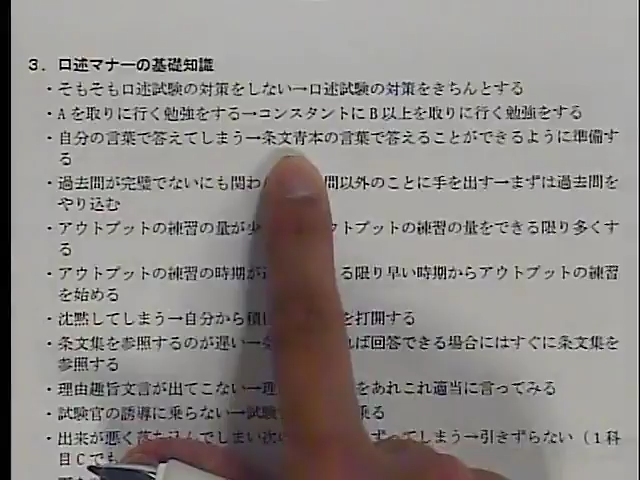 3．口述マナーの基礎知識
・そもそも口述試験の対策をしない→口述試験の対策をきちんとする
・Aを取りに行く勉強をする→コンスタントにB以上を取りに行く勉強をする
・自分の言葉で答えてしまう→条文青本の言葉で答えることができるように準備す
る
・過去問が完璧でないにも関わ 問以外のことに手を出す→まずは過去問を
やり込む
・アウトプットの練習の量が少 トプットの練習の量をできる限り多くす
る
・アウトプットの練習の時期が る限り早い時期からアウトプットの練習
を始める
・沈黙してしまう→自分から積 を打開する
・条文集を参照するのが遅い→ れば回答できる場合にはすぐに条文集を
参照する
・理由趣旨文言が出てこない→理 をあれこれ適当に言ってみる
・試験官の誘導に乗らない→試験 乗る
・出来が悪く落ち込んでしまい次 ずってしまう→引きずらない（1科
目Cでも